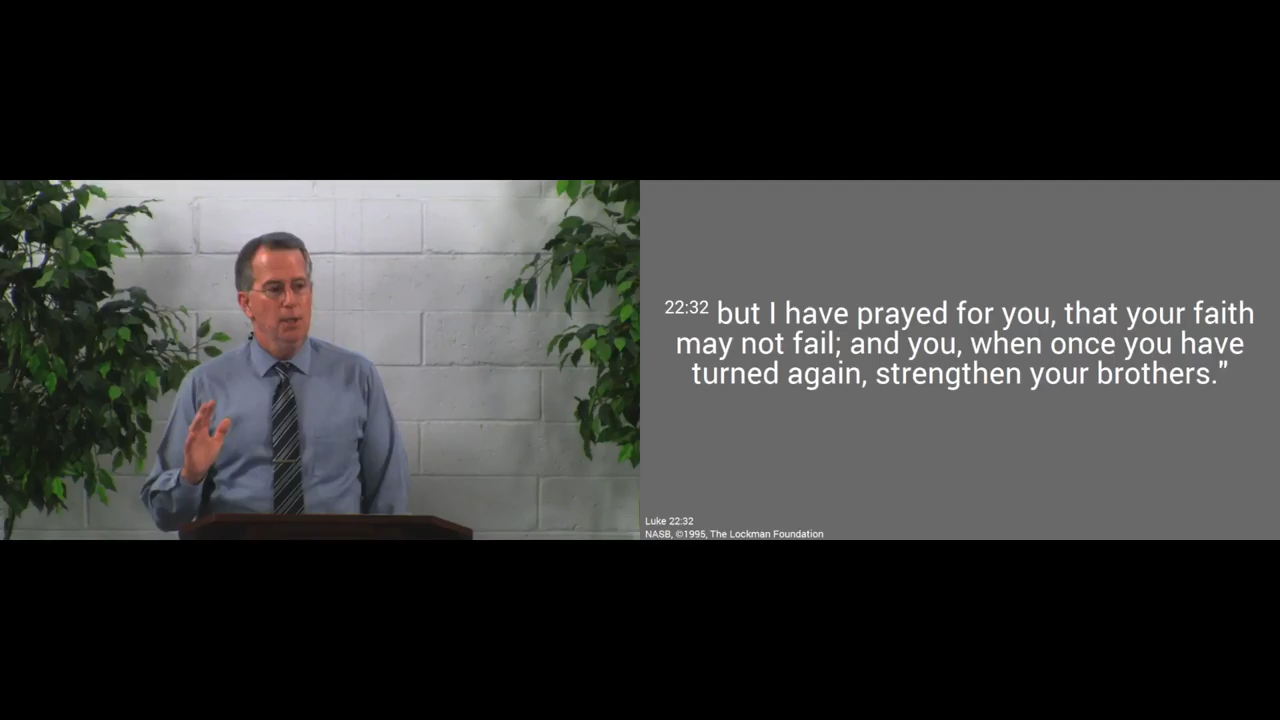 22:32 but I have prayed for you, that your faith
may not fail; and you, when once you have
turned again, strengthen your brothers."
Luke 22:32
NASB, ©1995, The Lockman Foundation